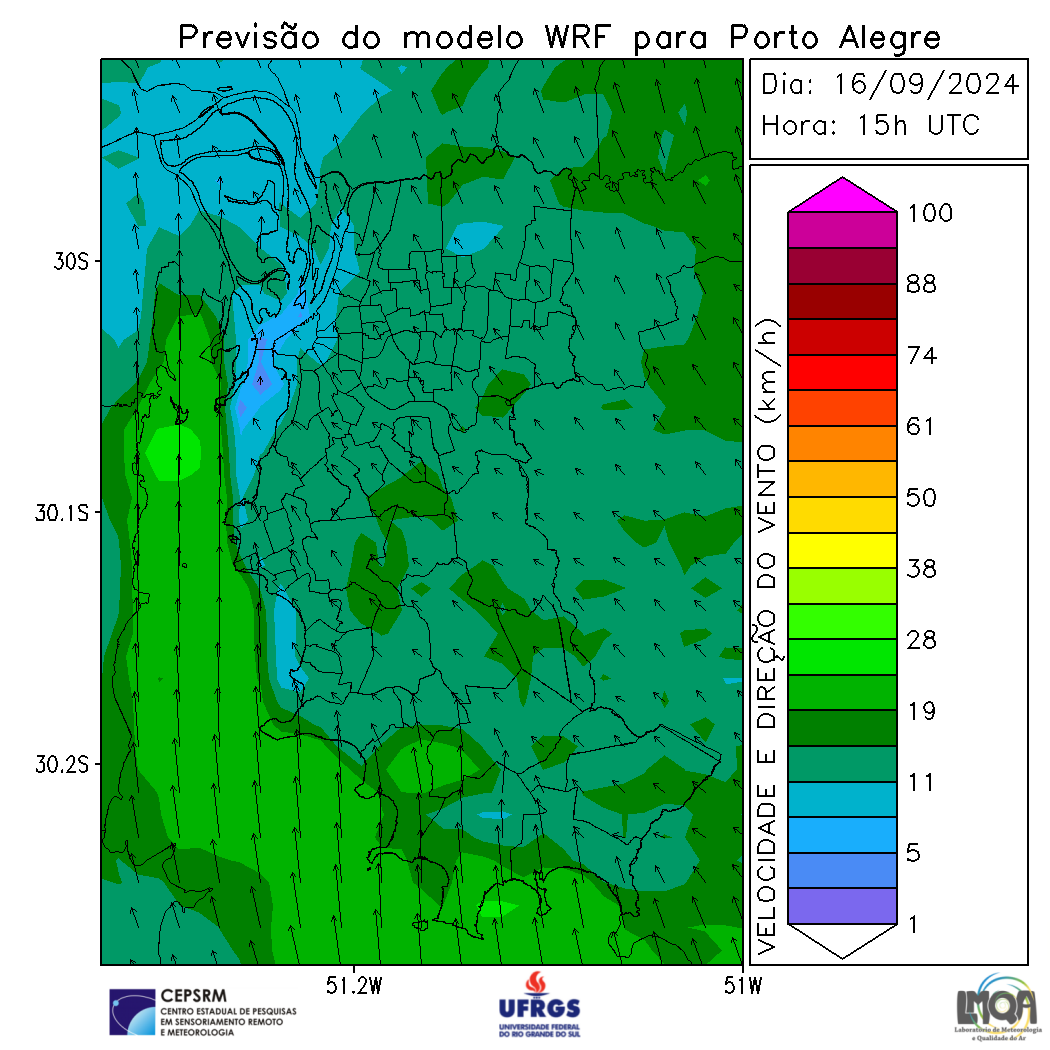 Previsão do modelo WRF para Porto Alegre
Dia: 16/09/2024
Hora: 15h UTC
30S
30.1S
30.2S
51.2W
51W
VELOCIDADE E DIREÇÃO DO VENTO (km/h)
100
88
74
61
50
38
28
19
11
5
1
CEPSRM
CENTRO ESTADUAL DE PESQUISAS
EM SENSORIAMENTO REMOTO
E METEOROLOGIA
UFRGS
UNIVERSIDADE FEDERAL
DO RIO GRANDE DO SUL
LMQA
Laboratório de Meteorologia
e Qualidade do Ar